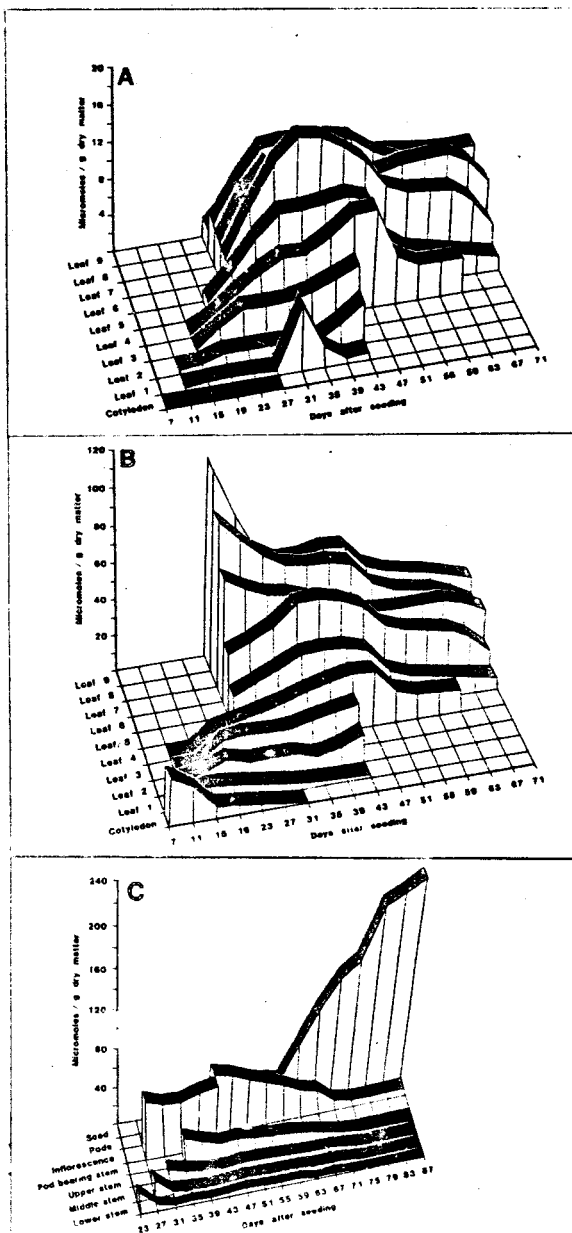 A
20
16
12
8
4
Micromoles / g dry matter
Leaf 9
Leaf 8
Leaf 7
Leaf 6
Leaf 5
Leaf 4
Leaf 3
Leaf 2
Leaf 1
Cotyledon
7 11 15 19 23 27 31 35 39 43 47 51 56 59 63 67 71
Days after seeding
B
120
100
80
60
40
20
Micromoles / g dry matter
Leaf 9
Leaf 8
Leaf 7
Leaf 6
Leaf 5
Leaf 4
Leaf 3
Leaf 2
Leaf 1
Cotyledon
7 11 15 19 23 27 31 35 39 43 47 51 58 59 63 67 71
Days after seeding
C
240
200
160
120
80
40
Micromoles / g dry matter
Seed
Pods
Inflorescence
Pod bearing stem
Upper stem
Middle stem
Lower stem
23 27 31 35 39 43 47 51 55 59 63 67 71 75 79 83 87
Days after seeding